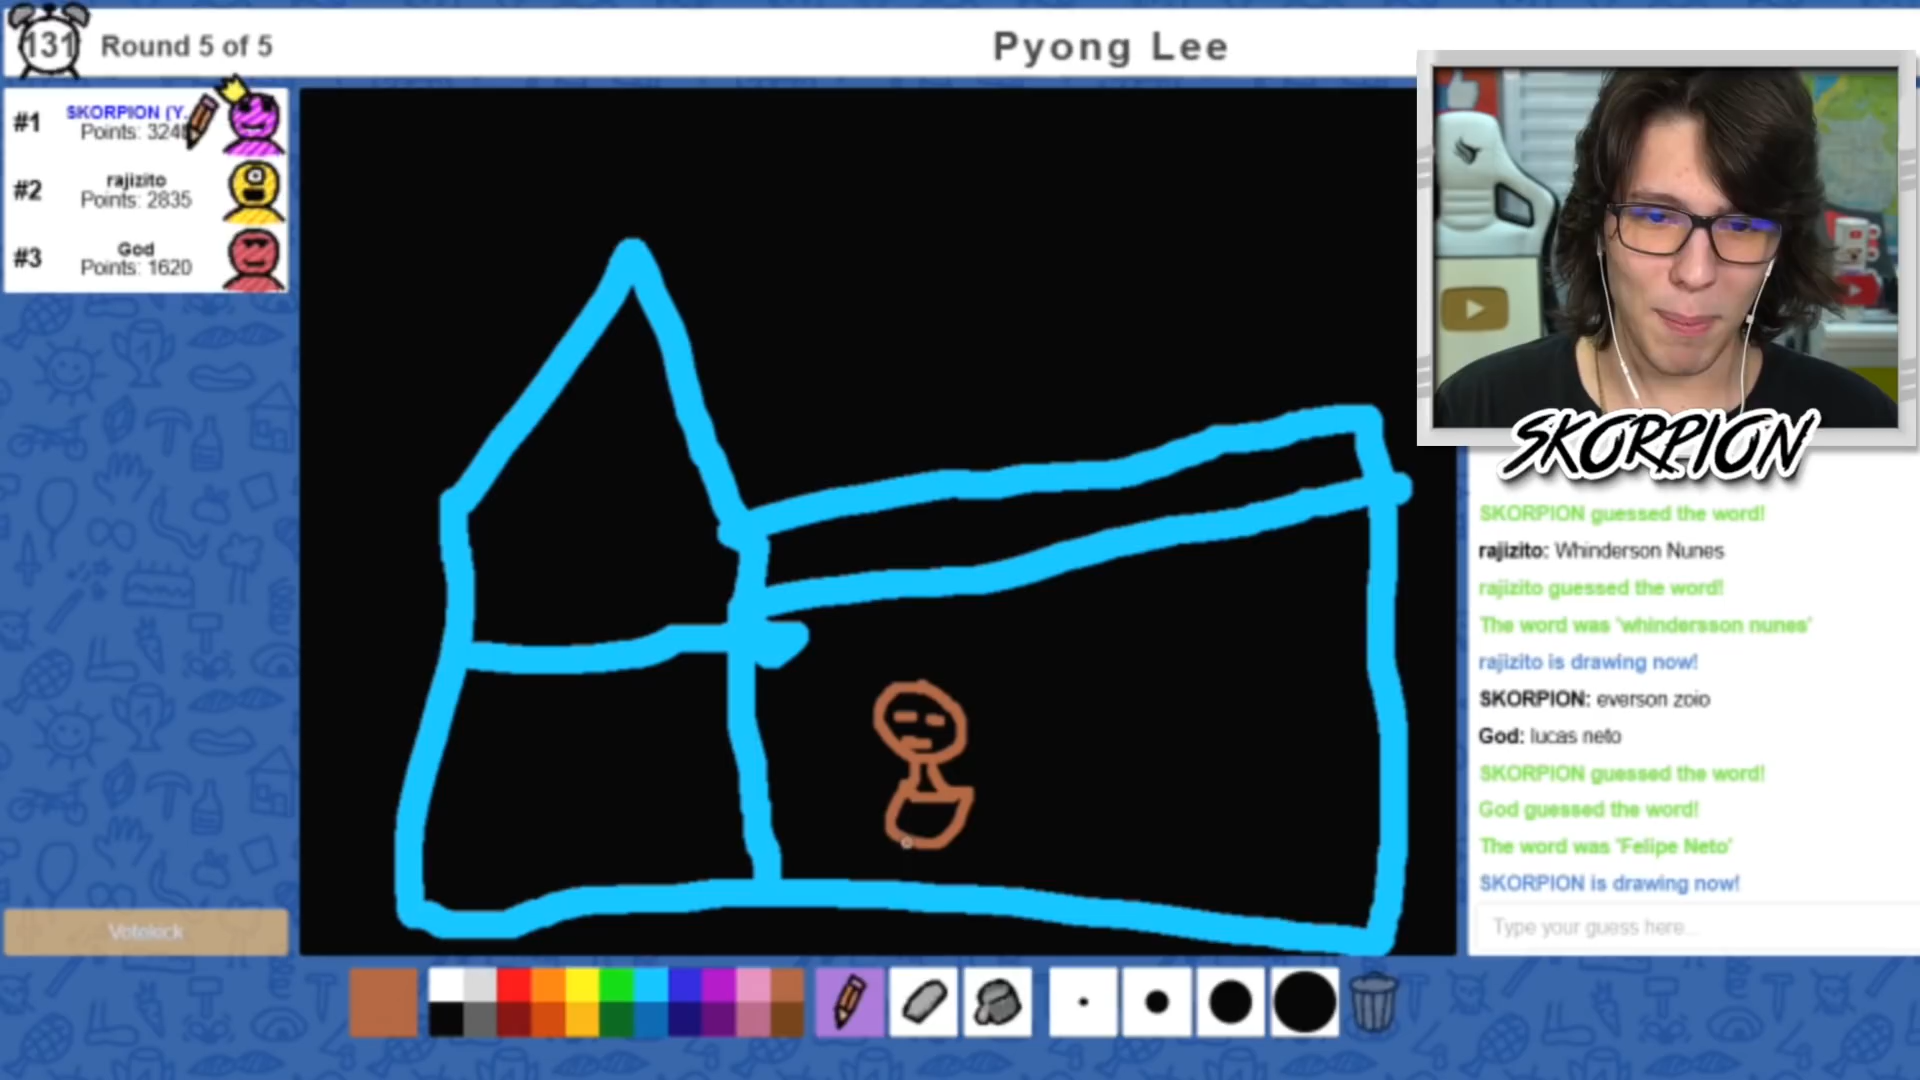 131
Round 5 of 5
Pyong Lee
#1
SKORPION (Y.
Points: 324
#2
rajizito
Points: 2835
#3
God
Points: 1620
SKORPION
SKORPION guessed the word!
rajizito: Whinderson Nunes
rajizito guessed the word!
The word was 'whindersson nunes'
rajizito is drawing now!
SKORPION: everson zoio
God: lucas neto
SKORPION guessed the word!
God guessed the word!
The word was 'Felipe Neto'
SKORPION is drawing now!
Type your guess here...
Votekick